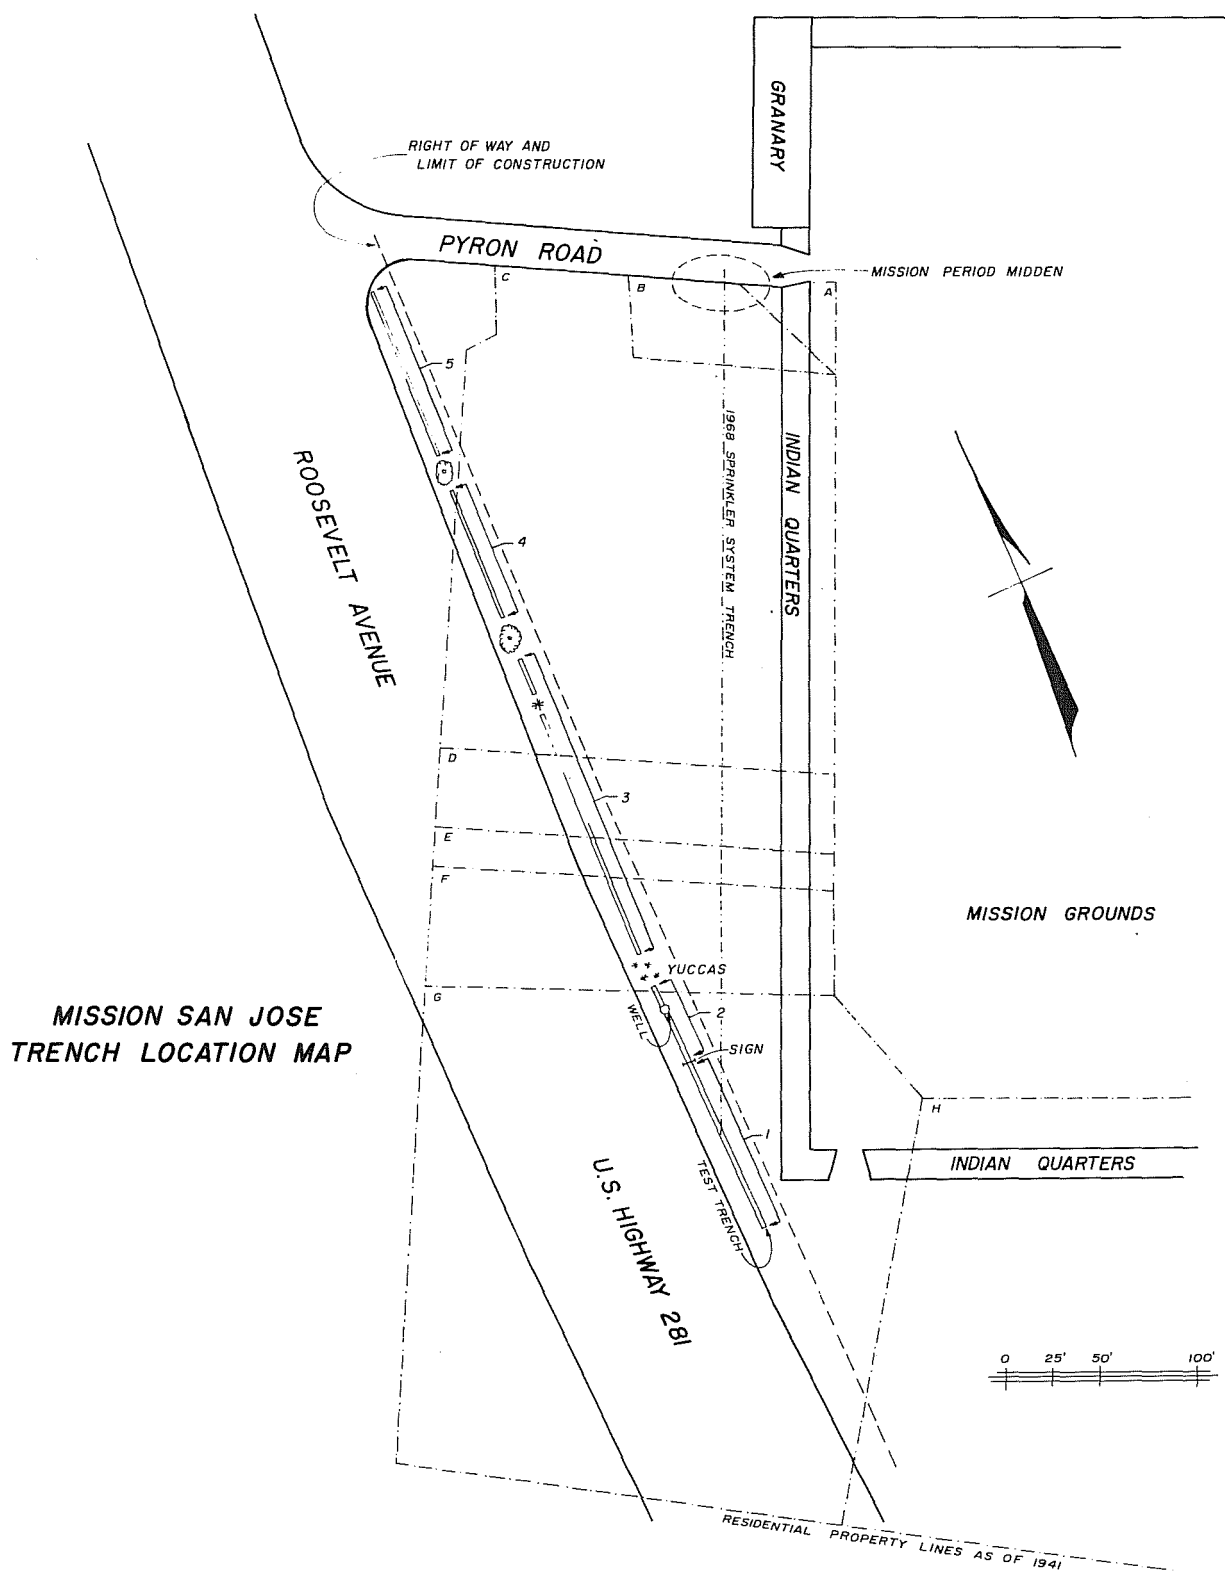 GRANARY
RIGHT OF WAY AND
LIMIT OF CONSTRUCTION
PYRON ROAD
MISSION PERIOD MIDDEN
C
B
A
5
1968 SPRINKLER SYSTEM TRENCH
INDIAN QUARTERS
ROOSEVELT AVENUE
4
D
3
E
F
MISSION GROUNDS
YUCCAS
G
MISSION SAN JOSE
TRENCH LOCATION MAP
WELL
2
SIGN
H
1
INDIAN QUARTERS
TEST TRENCH
U.S. HIGHWAY 281
0 25' 50' 100'
RESIDENTIAL PROPERTY LINES AS OF 1941